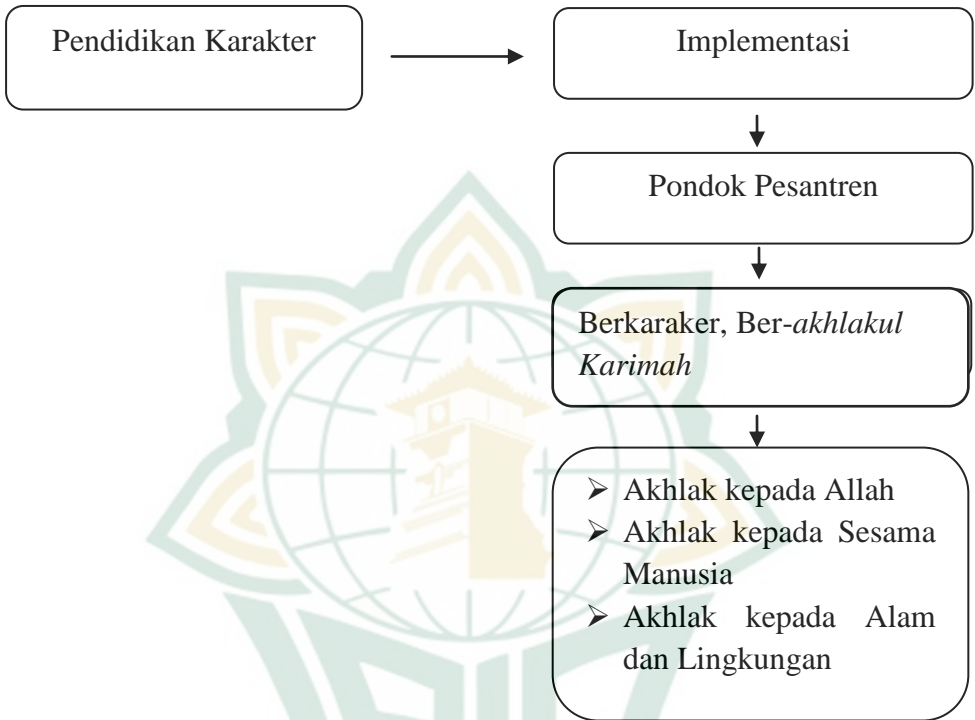 Pendidikan Karakter
Implementasi
Pondok Pesantren
Berkaraker, Ber-akhlakul
Karimah
➢ Akhlak kepada Allah
➢ Akhlak kepada Sesama
Manusia
➢ Akhlak kepada Alam
dan Lingkungan